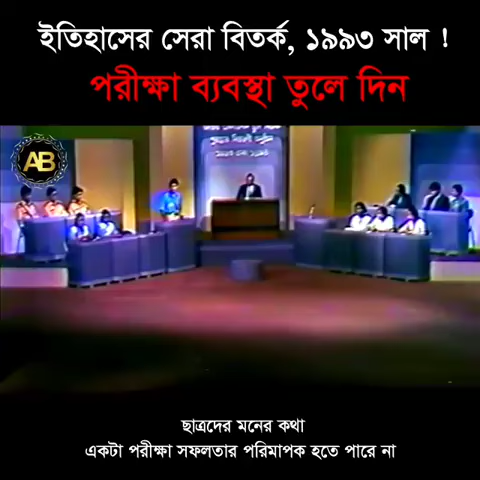 ইতিহাসের সেরা বিতর্ক, ১৯৯৩ সাল !
পরীক্ষা ব্যবস্থা তুলে দিন
AB
ছাত্রদের মনের কথা
একটা পরীক্ষা সফলতার পরিমাপক হতে পারে না